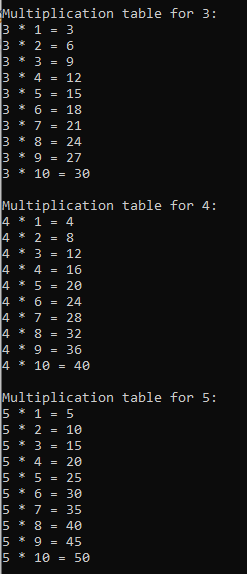 Multiplication table for 3:
3 * 1 = 3
3 * 2 = 6
3 * 3 = 9
3 * 4 = 12
3 * 5 = 15
3 * 6 = 18
3 * 7 = 21
3 * 8 = 24
3 * 9 = 27
3 * 10 = 30

Multiplication table for 4:
4 * 1 = 4
4 * 2 = 8
4 * 3 = 12
4 * 4 = 16
4 * 5 = 20
4 * 6 = 24
4 * 7 = 28
4 * 8 = 32
4 * 9 = 36
4 * 10 = 40

Multiplication table for 5:
5 * 1 = 5
5 * 2 = 10
5 * 3 = 15
5 * 4 = 20
5 * 5 = 25
5 * 6 = 30
5 * 7 = 35
5 * 8 = 40
5 * 9 = 45
5 * 10 = 50